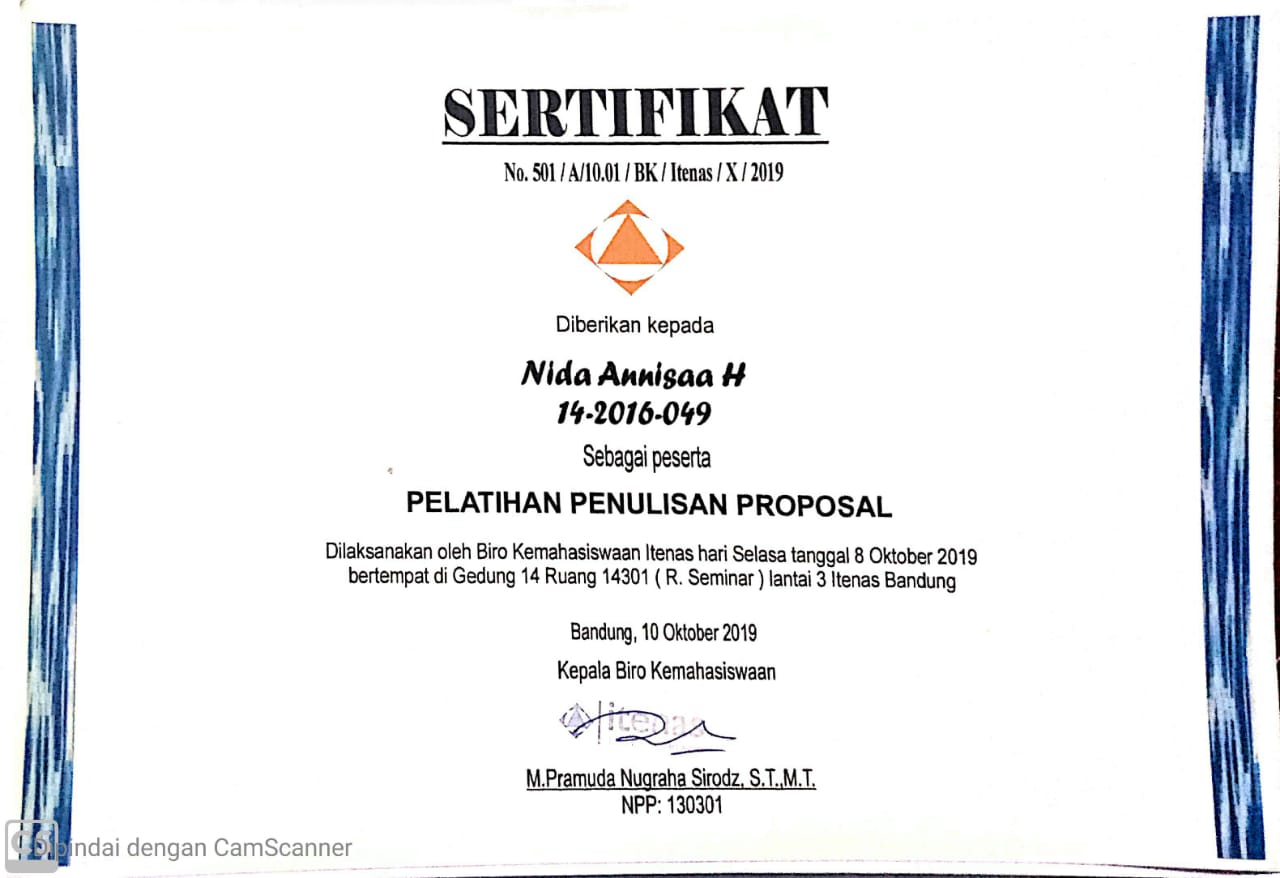 SERTIFIKAT
No. 501 / A/10.01 / BK / Itenas / X / 2019
Diberikan kepada
Nida Annisaa H
14-2016-049
Sebagai peserta
PELATIHAN PENULISAN PROPOSAL
Dilaksanakan oleh Biro Kemahasiswaan Itenas hari Selasa tanggal 8 Oktober 2019
bertempat di Gedung 14 Ruang 14301 ( R. Seminar ) lantai 3 Itenas Bandung
Bandung, 10 Oktober 2019
Kepala Biro Kemahasiswaan
itenas
M.Pramuda Nugraha Sirodz, S.T.,M.T.
NPP: 130301
CS Dipindai dengan CamScanner